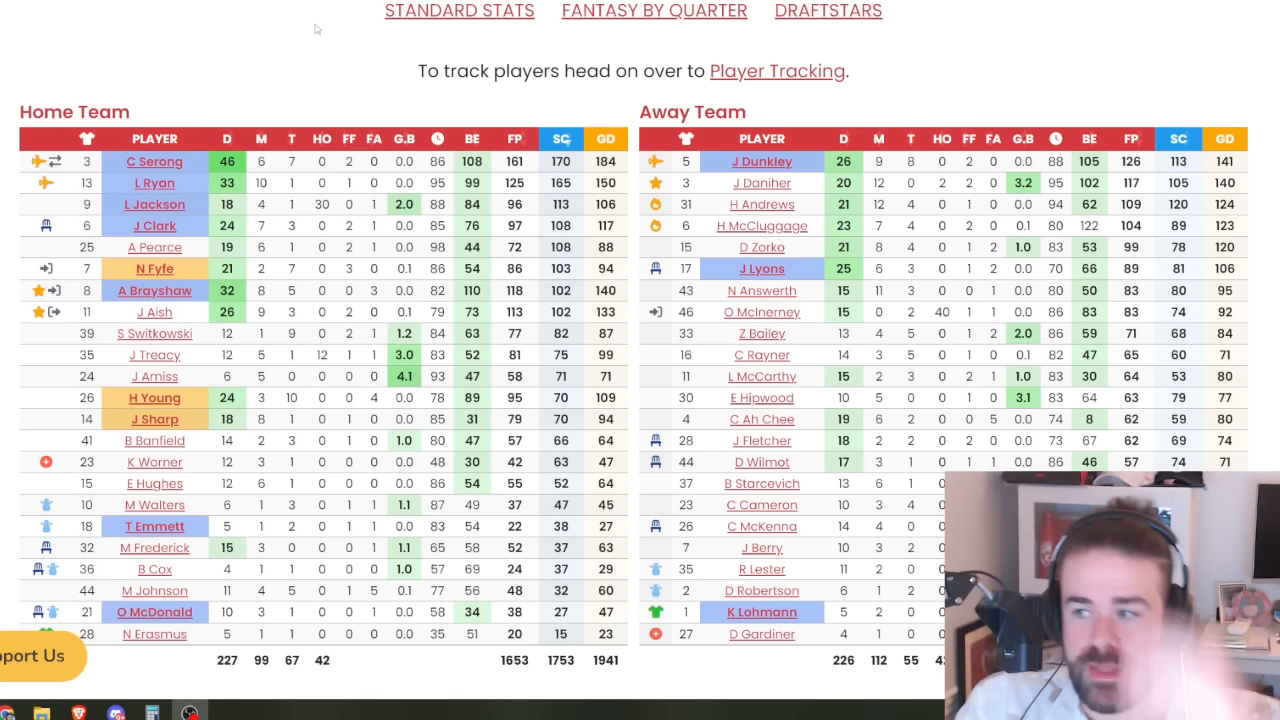 STANDARD STATS FANTASY BY QUARTER DRAFTSTARS
To track players head on over to Player Tracking.
Home Team Away Team
PLAYER D M T HO FF FA G.B BE FP SC GD PLAYER D M T HO FF FA G.B BE FP SC GD
3 C Serong 46 6 7 0 2 0 0.0 86 108 161 170 184 5 J Dunkley 26 9 8 0 2 0 0.0 88 105 126 113 141
13 L Ryan 33 10 1 0 1 0 0.0 95 99 125 165 150 3 J Daniher 20 12 0 2 2 0 3.2 95 102 117 105 140
9 L Jackson 18 4 1 30 0 1 2.0 88 84 96 113 106 31 H Andrews 21 12 4 0 1 0 0.0 94 62 109 120 124
6 J Clark 24 7 3 0 2 1 0.0 85 76 97 108 117 6 H McCluggage 23 7 4 0 2 0 0.1 80 122 104 89 123
25 A Pearce 19 6 1 0 2 1 0.0 98 44 72 108 88 15 D Zorko 21 8 4 0 1 2 1.0 83 53 99 78 120
7 N Fyfe 21 2 7 0 3 0 0.1 86 54 86 103 94 17 J Lyons 25 6 3 0 1 2 0.0 70 66 89 81 106
8 A Brayshaw 32 8 5 0 0 3 0.0 82 110 118 102 140 43 N Answerth 15 11 3 0 0 1 0.0 80 50 83 80 95
11 J Aish 26 9 3 0 2 0 0.1 79 73 113 102 133 46 O McInerney 15 0 2 40 1 1 0.0 86 83 83 74 92
39 S Switkowski 12 1 9 0 2 1 1.2 84 63 77 82 87 33 Z Bailey 13 4 5 0 1 2 2.0 86 59 71 68 84
35 J Treacy 12 5 1 12 1 1 3.0 83 52 81 75 99 16 C Rayner 14 3 5 0 0 1 0.1 82 47 65 60 71
24 J Amiss 6 5 0 0 0 0 4.1 93 47 58 71 71 11 L McCarthy 15 2 3 0 2 1 1.0 83 30 64 53 80
26 H Young 24 3 10 0 0 4 0.0 78 89 95 70 109 30 E Hipwood 10 5 0 0 1 0 3.1 83 64 63 79 77
14 J Sharp 18 8 1 0 1 0 0.0 85 31 79 70 94 4 C Ah Chee 19 6 2 0 0 5 0.0 74 8 62 59 80
41 B Banfield 14 2 3 0 1 0 1.0 80 47 57 66 64 28 J Fletcher 18 2 2 0 2 0 0.0 73 67 62 69 74
23 K Worner 12 3 1 0 0 0 0.0 48 30 42 63 47 44 D Wilmot 17 3 1 0 1 1 0.0 86 46 57 74 71
15 E Hughes 12 3 1 0 0 0 0.0 86 54 55 52 64 37 B Starcevich 13 6 1
10 M Walters 6 1 3 0 1 0 1.1 87 49 37 47 45 23 C Cameron 10 3 4
18 T Emmett 5 1 2 0 1 1 0.0 83 54 22 38 27 26 C McKenna 14 4 0
32 M Frederick 15 3 0 0 0 1 1.1 65 58 52 37 63 7 J Berry 10 3 2
36 B Cox 4 1 1 0 0 0 1.0 57 69 24 37 29 35 R Lester 11 2 0
44 M Johnson 11 4 5 0 1 5 0.1 77 56 48 32 60 2 D Robertson 6 1 2
21 O McDonald 10 3 1 0 0 1 0.0 58 34 38 27 47 1 K Lohmann 5 2 0
28 N Erasmus 5 1 1 0 0 0 0.0 35 51 20 15 23 27 D Gardiner 4 1 0
227 99 67 42 1653 1753 1941 226 112 55
pport Us